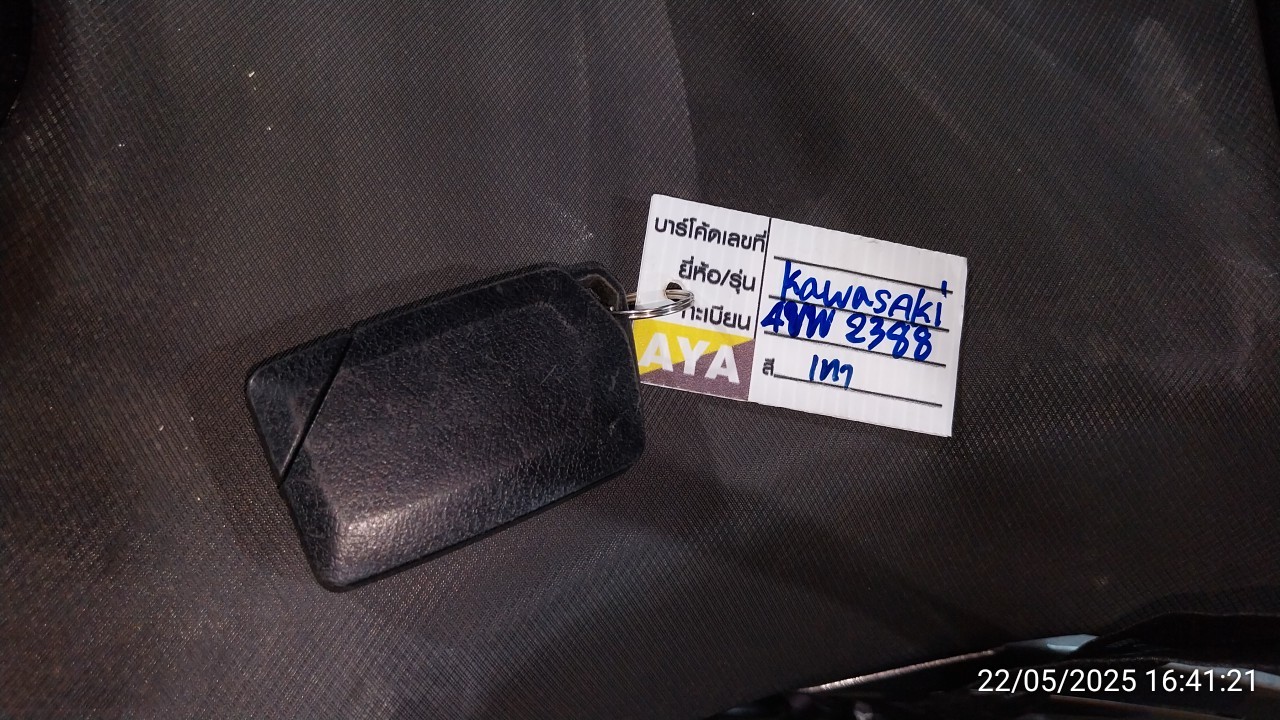 บาร์โค้ดเลขที่
ยี่ห้อ/รุ่น Kawasaki
ทะเบียน 2388
AYA
สี เทา
22/05/2025 16:41:21